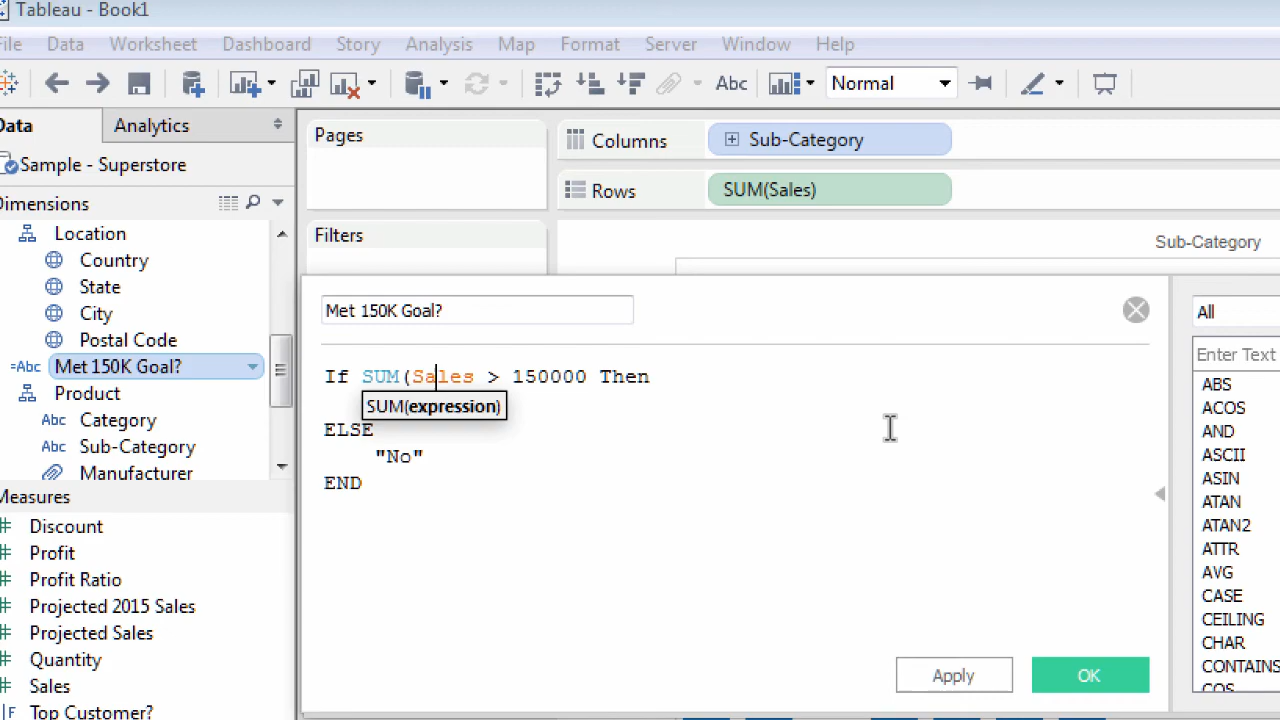 Tableau - Book1
File Data Worksheet Dashboard Story Analysis Map Format Server Window Help
Abc Normal
Data Analytics
Pages
Columns Sub-Category
Sample - Superstore
Rows SUM(Sales)
Dimensions
Filters
Sub-Category
Location
Country
State
City
Postal Code
=Abc Met 150K Goal?
Product
Abc Category
Abc Sub-Category
Manufacturer
Measures
Discount
Profit
Profit Ratio
Projected 2015 Sales
Projected Sales
Quantity
Sales
F Top Customer?
Met 150K Goal?
If SUM(Sales > 150000 Then
SUM(expression)
ELSE
"No"
END
Apply OK
All
Enter Text
ABS
ACOS
AND
ASCII
ASIN
ATAN
ATAN2
ATTR
AVG
CASE
CEILING
CHAR
CONTAINS
COS